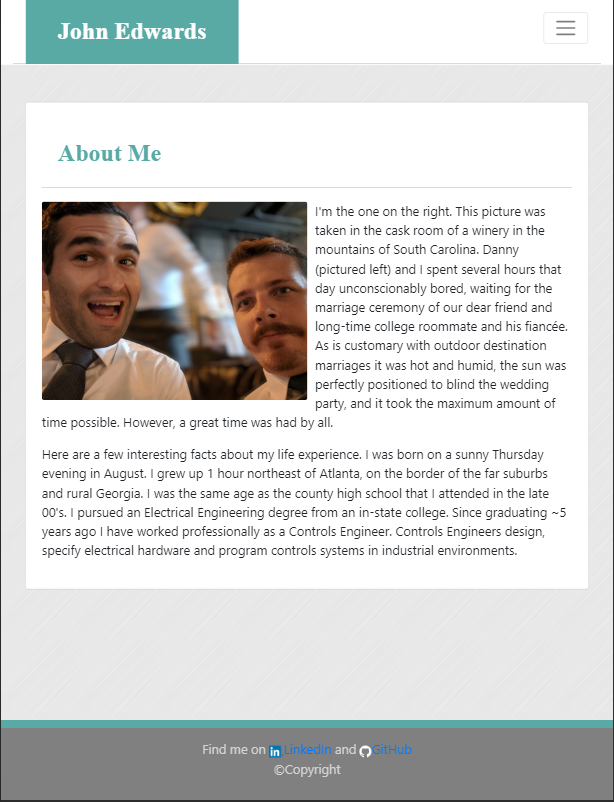 John Edwards
About Me
I'm the one on the right. This picture was
taken in the cask room of a winery in the
mountains of South Carolina. Danny
(pictured left) and I spent several hours that
day unconscionably bored, waiting for the
marriage ceremony of our dear friend and
long-time college roommate and his fiancée.
As is customary with outdoor destination
marriages it was hot and humid, the sun was
perfectly positioned to blind the wedding
party, and it took the maximum amount of
time possible. However, a great time was had by all.
Here are a few interesting facts about my life experience. I was born on a sunny Thursday
evening in August. I grew up 1 hour northeast of Atlanta, on the border of the far suburbs
and rural Georgia. I was the same age as the county high school that I attended in the late
00's. I pursued an Electrical Engineering degree from an in-state college. Since graduating ~5
years ago I have worked professionally as a Controls Engineer. Controls Engineers design,
specify electrical hardware and program controls systems in industrial environments.
Find me on in LinkedIn and GitHub
©Copyright